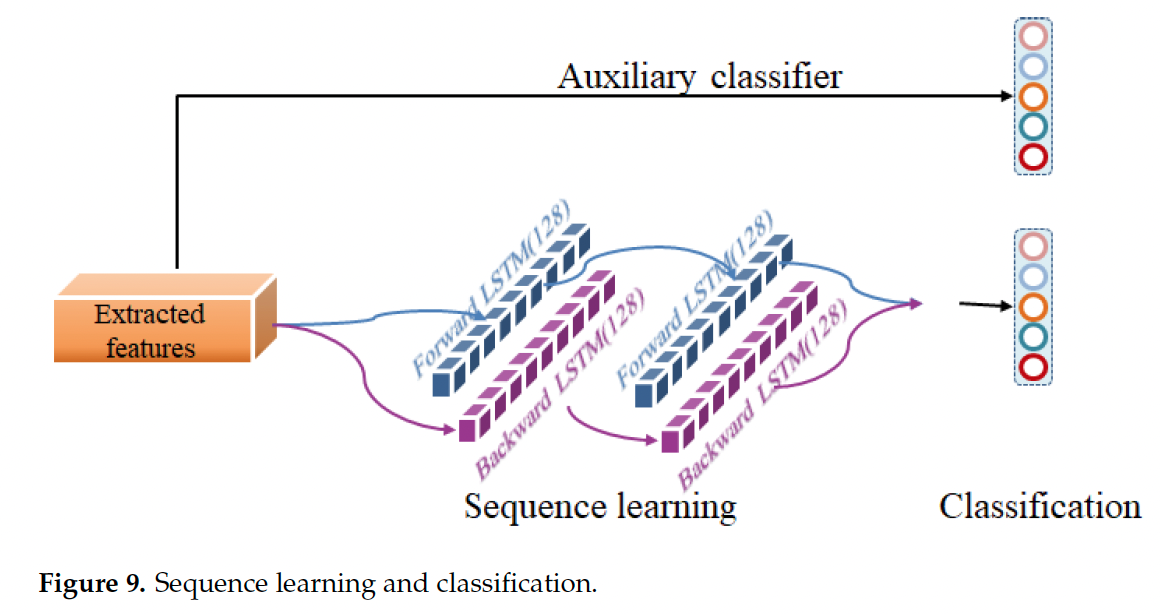 Auxiliary classifier
Extracted
features
Forward LSTM(128)
Backward LSTM(128)
Forward LSTM(128)
Backward LSTM(128)
Sequence learning
Classification
Figure 9. Sequence learning and classification.